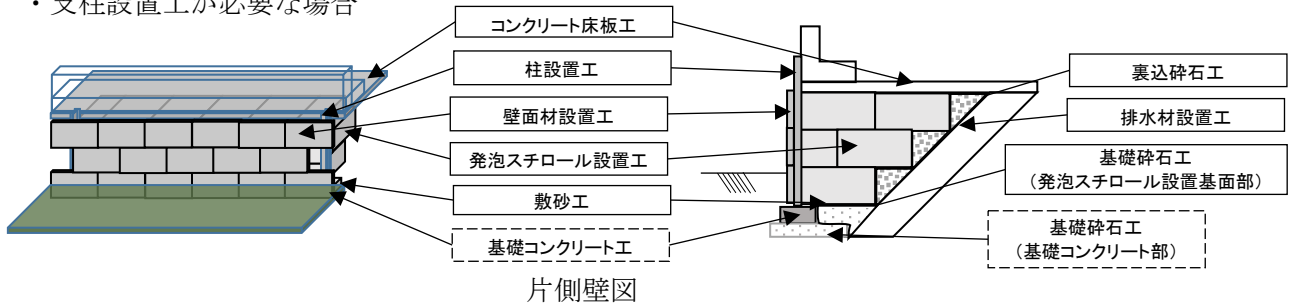 ・支柱設置工が必要な場合
コンクリート床板工
柱設置工
壁面材設置工
発泡スチロール設置工
敷砂工
基礎コンクリート工
裏込砕石工
排水材設置工
基礎砕石工
（発泡スチロール設置基面部）
基礎砕石工
（基礎コンクリート部）
片側壁図